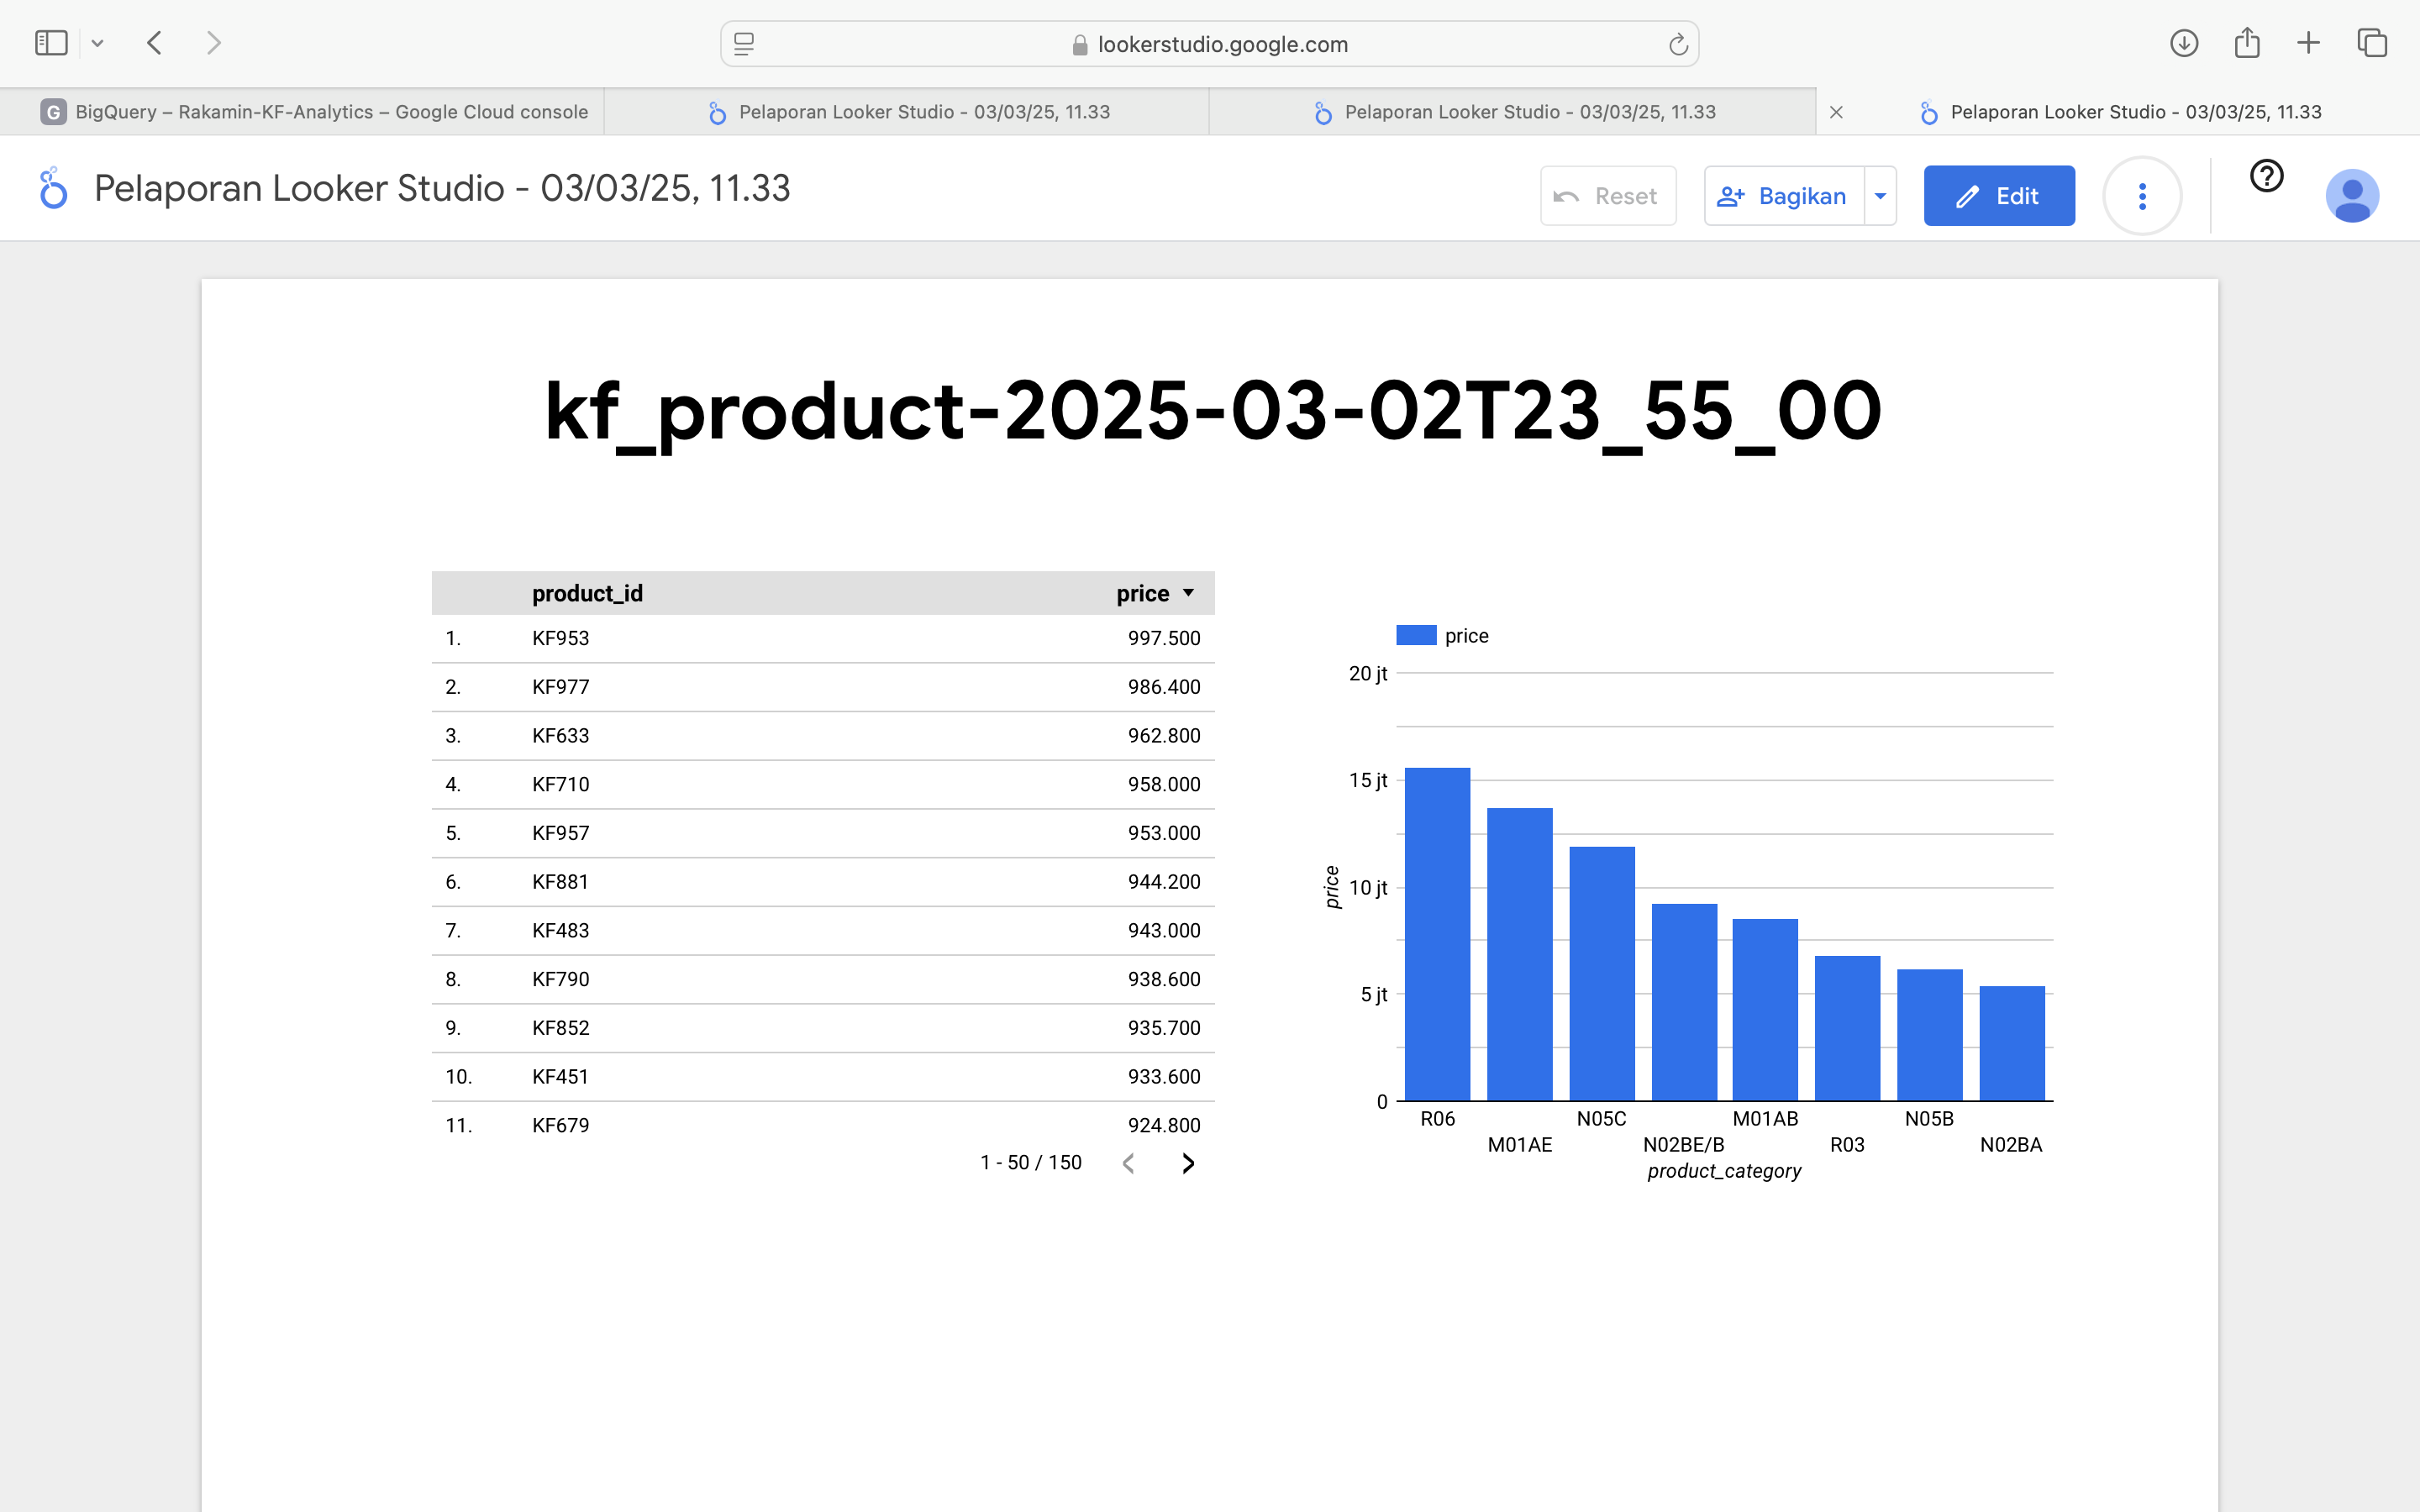 lookerstudio.google.com
G BigQuery – Rakamin-KF-Analytics – Google Cloud console
Pelaporan Looker Studio - 03/03/25, 11.33
Pelaporan Looker Studio - 03/03/25, 11.33
Pelaporan Looker Studio - 03/03/25, 11.33
Pelaporan Looker Studio - 03/03/25, 11.33
Reset
Bagikan
Edit
kf_product-2025-03-02T23_55_00
product_id price
1. KF953 997.500
2. KF977 986.400
3. KF633 962.800
4. KF710 958.000
5. KF957 953.000
6. KF881 944.200
7. KF483 943.000
8. KF790 938.600
9. KF852 935.700
10. KF451 933.600
11. KF679 924.800
1 - 50 / 150
price
20 jt
15 jt
10 jt
5 jt
0
price
R06 N05C M01AB N05B
M01AE N02BE/B R03 N02BA
product_category